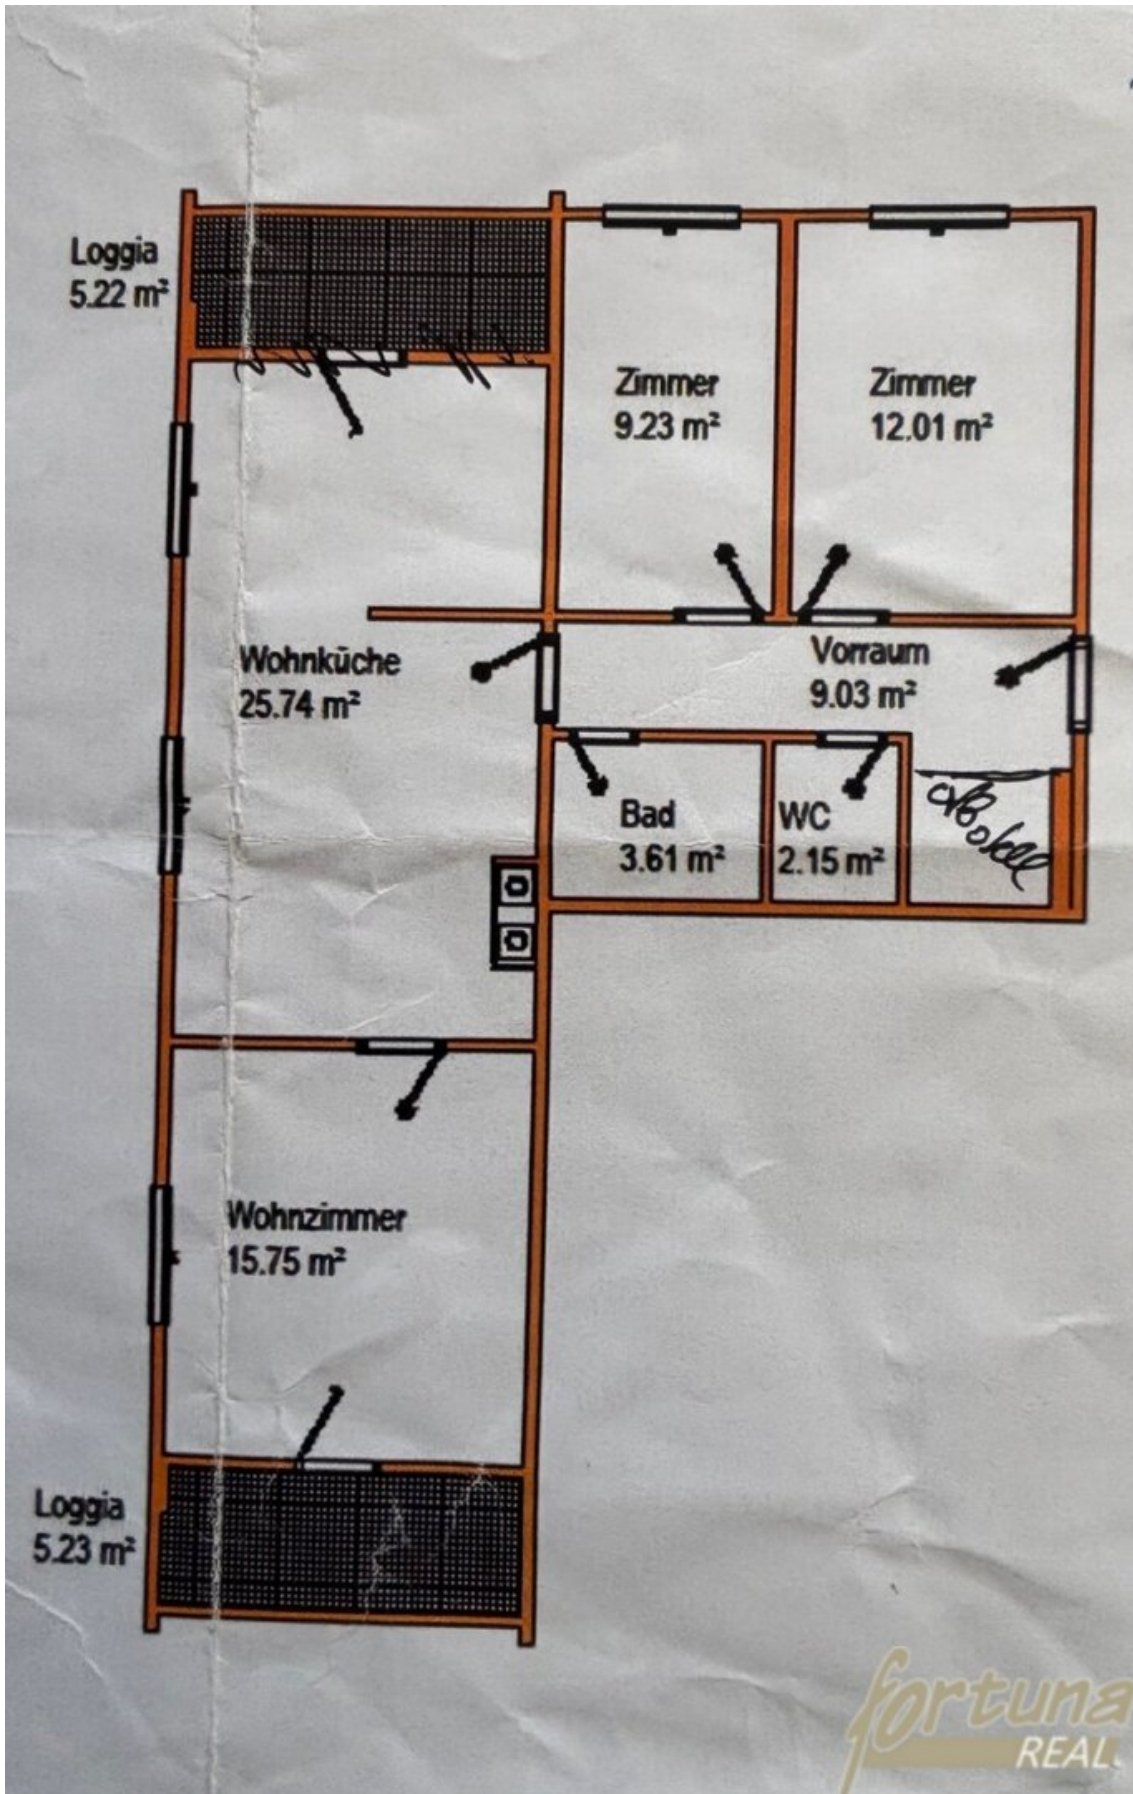 Loggia
5.22 m²
Zimmer
9.23 m²
Zimmer
12.01 m²
Wohnküche
25.74 m²
Vorraum
9.03 m²
Bad
3.61 m²
WC
2.15 m²
Wohnzimmer
15.75 m²
Loggia
5.23 m²
fortuna
REAL